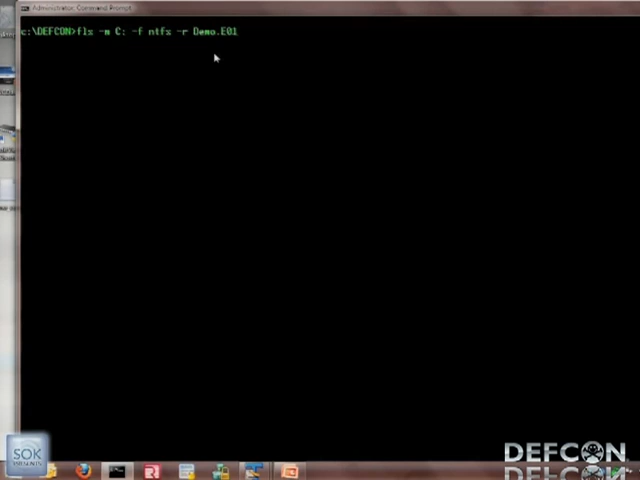 Administrator: Command Prompt
c:\DEFCON>fls -m C: -f ntfs -r Demo.E01
SOK
DEFCON